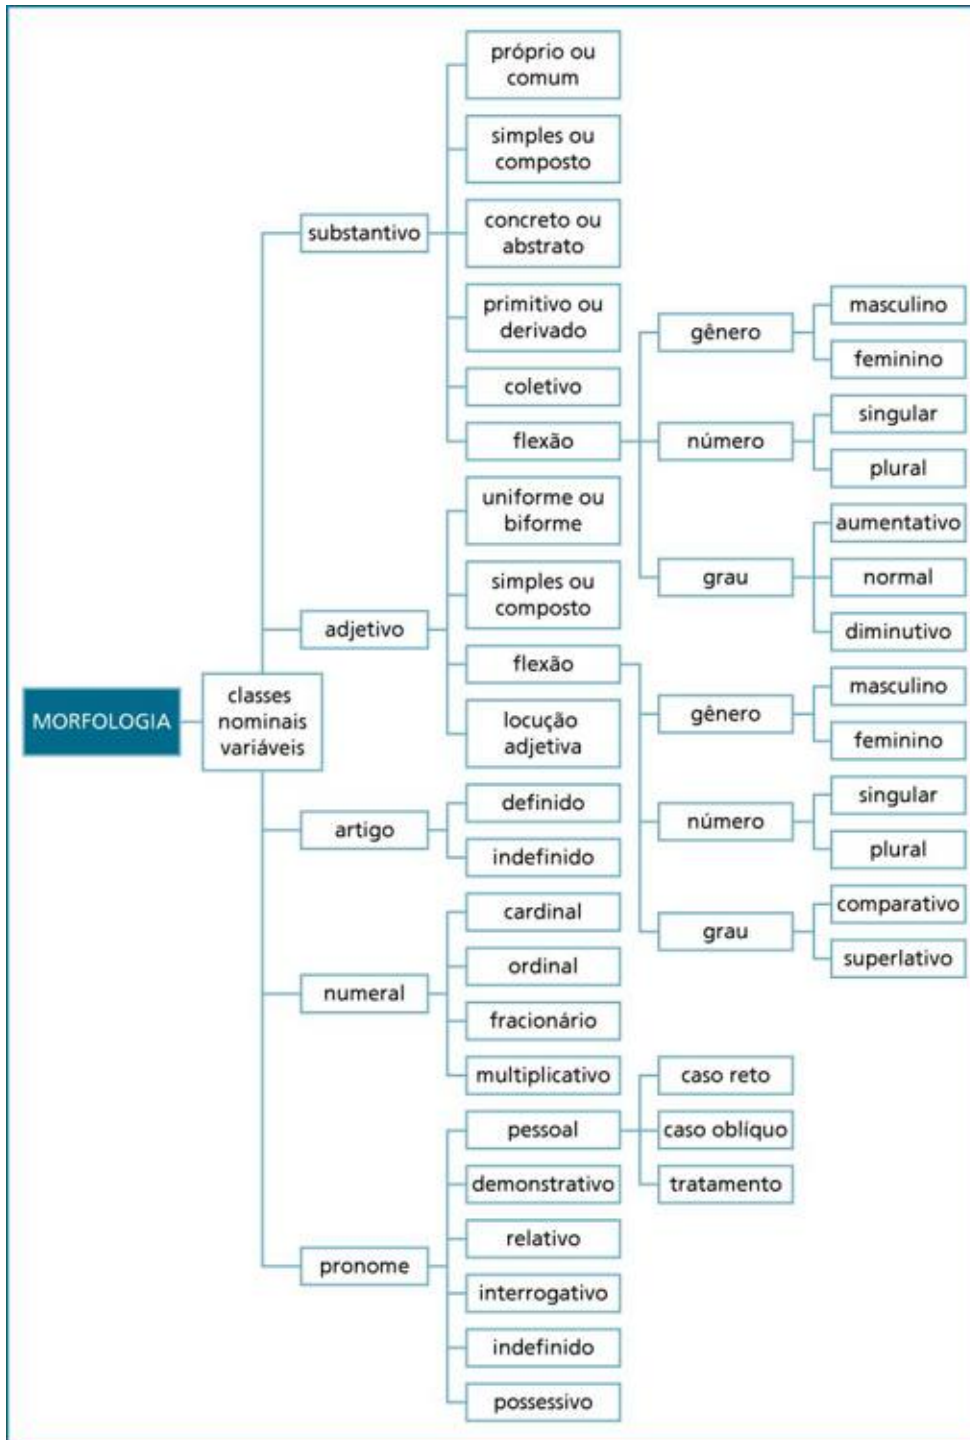 MORFOLOGIA
classes
nominais
variáveis
substantivo
próprio ou
comum
simples ou
composto
concreto ou
abstrato
primitivo ou
derivado
coletivo
flexão
gênero
masculino
feminino
número
singular
plural
grau
aumentativo
normal
diminutivo
adjetivo
uniforme ou
biforme
simples ou
composto
flexão
gênero
masculino
feminino
número
singular
plural
grau
comparativo
superlativo
locução
adjetiva
artigo
definido
indefinido
numeral
cardinal
ordinal
fracionário
multiplicativo
pronome
pessoal
caso reto
caso oblíquo
tratamento
demonstrativo
relativo
interrogativo
indefinido
possessivo